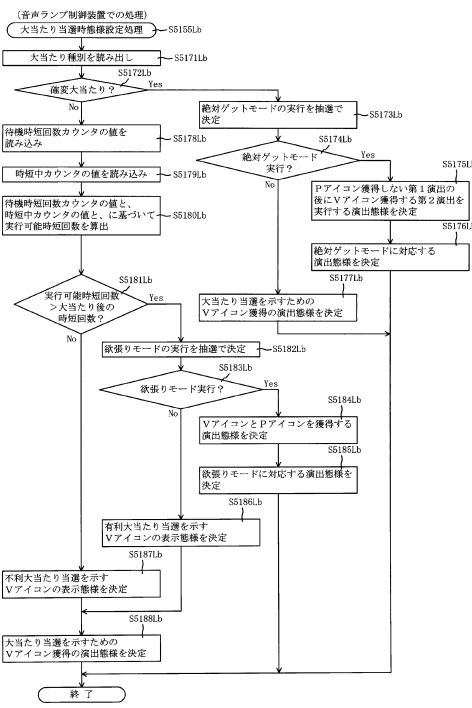 (音声ランプ制御装置での処理)
大当たり当選時態様設定処理
S5155Lb
大当たり種別を読み出し
S5171Lb
S5172Lb
確変大当たり?
Yes
No
絶対ゲットモードの実行を抽選で
決定
S5173Lb
待機時短回数カウンタの値を
読み込み
S5178Lb
S5174Lb
絶対ゲットモード
実行?
Yes
No
時短中カウンタの値を読み込み
S5179Lb
S5175Lb
Pアイコン獲得しない第1演出の
後にVアイコン獲得する第2演出を
実行する演出態様を決定
待機時短回数カウンタの値と、
時短中カウンタの値と、に基づいて
実行可能時短回数を算出
S5180Lb
S5176Lb
絶対ゲットモードに対応する
演出態様を決定
S5177Lb
大当たり当選を示すための
Vアイコン獲得の演出態様を決定
S5181Lb
実行可能時短回数
>大当たり後の
時短回数?
Yes
No
欲張りモードの実行を抽選で決定
S5182Lb
S5183Lb
欲張りモード実行?
Yes
No
S5184Lb
VアイコンとPアイコンを獲得する
演出態様を決定
S5185Lb
欲張りモードに対応する演出態様を
決定
S5186Lb
有利大当たり当選を示す
Vアイコンの表示態様を決定
S5187Lb
不利大当たり当選を示す
Vアイコンの表示態様を決定
S5188Lb
大当たり当選を示すための
Vアイコン獲得の演出態様を決定
終了